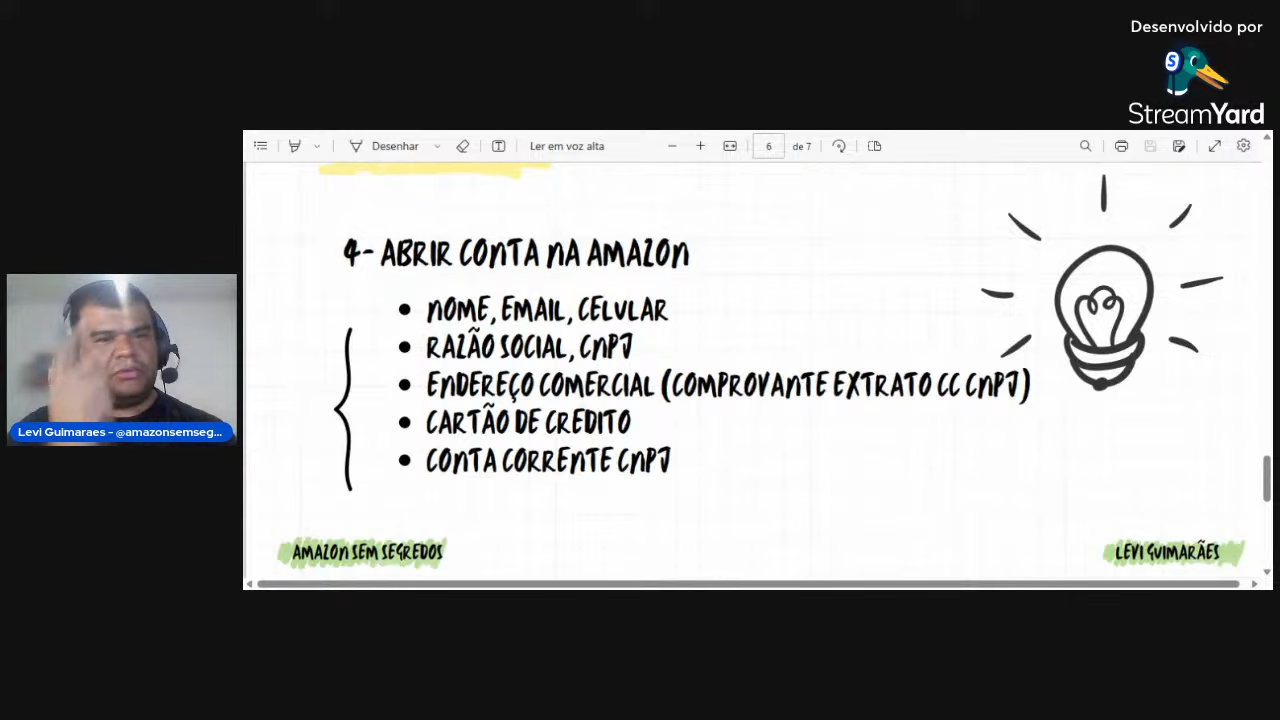 Desenvolvido por
StreamYard
Desenhar
Ler em voz alta
6 de 7
4- ABRIR CONTA NA AMAZON
• NOME, EMAIL, CELULAR
• RAZÃO SOCIAL, CNPJ
• ENDEREÇO COMERCIAL (COMPROVANTE EXTRATO CC CNPJ)
• CARTÃO DE CREDITO
• CONTA CORRENTE CNPJ
Levi Guimaraes – @amazonsemseg...
AMAZON SEM SEGREDOS
LEVI GUIMARÃES